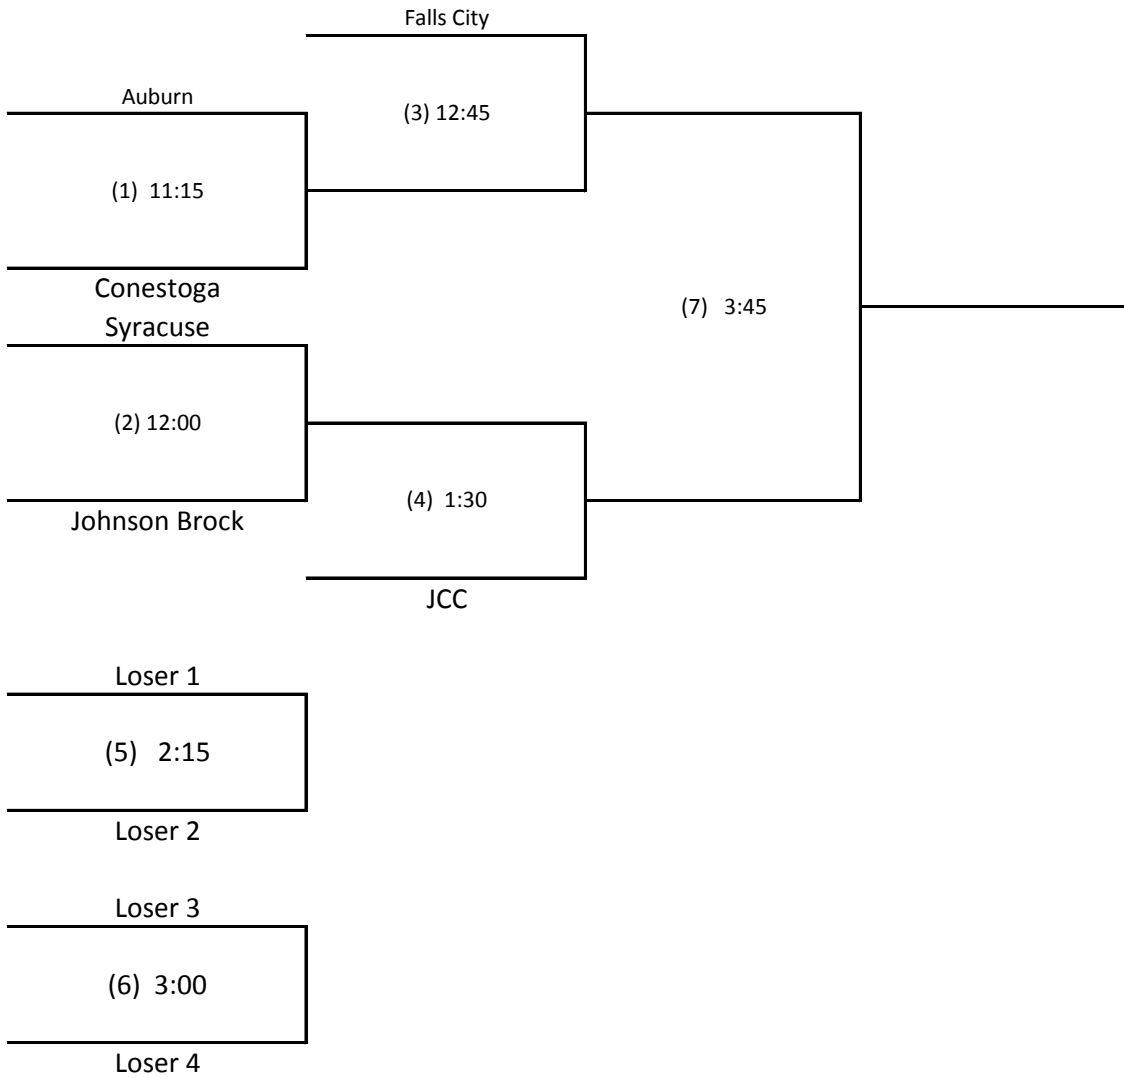 Falls City
Auburn
(3) 12:45
(1) 11:15
Conestoga
Syracuse
(7) 3:45
(2) 12:00
(4) 1:30
Johnson Brock
JCC
Loser 1
(5) 2:15
Loser 2
Loser 3
(6) 3:00
Loser 4